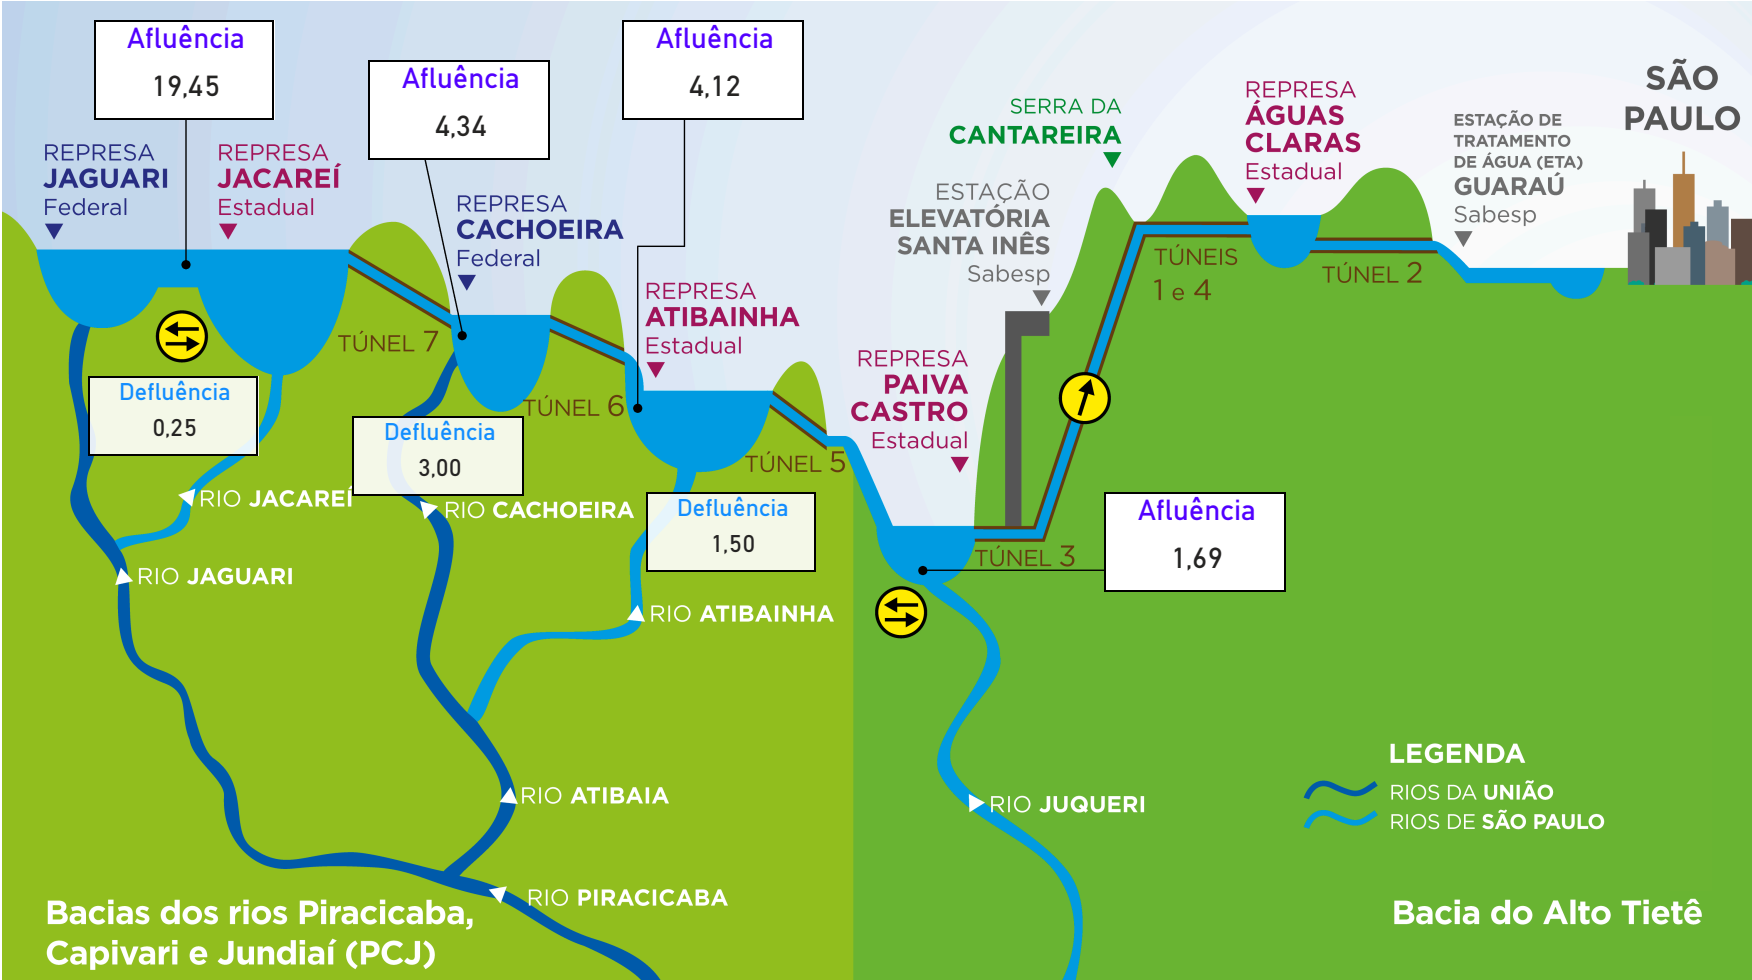 Afluência
19,45
Afluência
4,34
Afluência
4,12
REPRESA
JAGUARI
Federal
REPRESA
JACAREÍ
Estadual
REPRESA
CACHOEIRA
Federal
REPRESA
ATIBAINHA
Estadual
SERRA DA
CANTAREIRA
ESTAÇÃO
ELEVATÓRIA
SANTA INÊS
Sabesp
REPRESA
ÁGUAS
CLARAS
Estadual
ESTAÇÃO DE
TRATAMENTO
DE ÁGUA (ETA)
GUARAÚ
Sabesp
SÃO
PAULO
TÚNEL 7
TÚNEL 6
TÚNEL 5
REPRESA
PAIVA
CASTRO
Estadual
TÚNEIS
1 e 4
TÚNEL 2
TÚNEL 3
Defluência
0,25
Defluência
3,00
Defluência
1,50
Afluência
1,69
RIO JACAREÍ
RIO CACHOEIRA
RIO JAGUARI
RIO ATIBAINHA
RIO ATIBAIA
RIO JUQUERI
RIO PIRACICABA
LEGENDA
RIOS DA UNIÃO
RIOS DE SÃO PAULO
Bacias dos rios Piracicaba,
Capivari e Jundiaí (PCJ)
Bacia do Alto Tietê